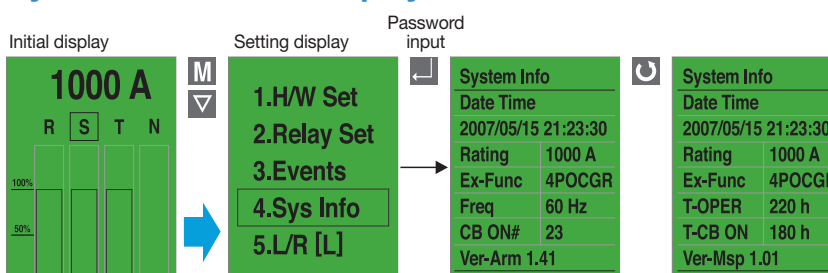 Password
Initial display
Setting display
input
1000 A
R S T N
100%
50%
M
1.H/W Set
2.Relay Set
3.Events
4.Sys Info
5.L/R [L]
System Info
Date Time
2007/05/15 21:23:30
Rating 1000 A
Ex-Func 4POCGR
Freq 60 Hz
CB ON# 23
Ver-Arm 1.41
System Info
Date Time
2007/05/15 21:23:30
Rating 1000 A
Ex-Func
T-OPER 220 h
T-CB ON 180 h
Ver-Msp 1.01